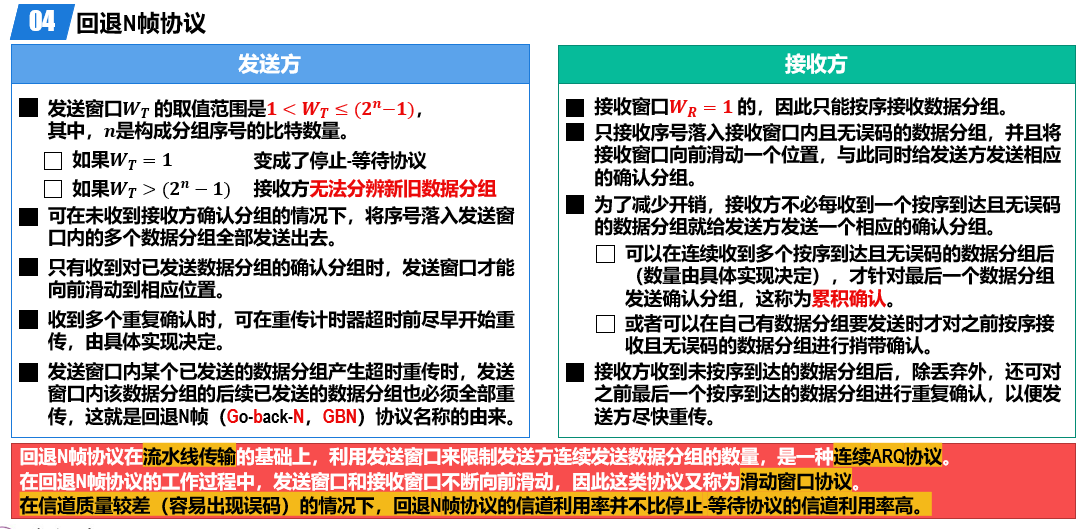 04 回退N帧协议
发送方
■ 发送窗口W_T 的取值范围是1 < W_T ≤ (2ⁿ−1)，
其中，n是构成分组序号的比特数量。
□ 如果W_T = 1 变成了停止-等待协议
□ 如果W_T > (2ⁿ − 1) 接收方无法分辨新旧数据分组
■ 可在未收到接收方确认分组的情况下，将序号落入发送窗
口内的多个数据分组全部发送出去。
■ 只有收到对已发送数据分组的确认分组时，发送窗口才能
向前滑动到相应位置。
■ 收到多个重复确认时，可在重传计时器超时前尽早开始重
传，由具体实现决定。
■ 发送窗口内某个已发送的数据分组产生超时重传时，发送
窗口内该数据分组的后续已发送的数据分组也必须全部重
传，这就是回退N帧（Go-back-N，GBN）协议名称的由来。
接收方
■ 接收窗口W_R = 1 的，因此只能按序接收数据分组。
■ 只接收序号落入接收窗口内且无误码的数据分组，并且将
接收窗口向前滑动一个位置，与此同时给发送方发送相应
的确认分组。
■ 为了减少开销，接收方不必每收到一个按序到达且无误码
的数据分组就给发送方发送一个相应的确认分组。
□ 可以在连续收到多个按序到达且无误码的数据分组后
（数量由具体实现决定），才针对最后一个数据分组
发送确认分组，这称为累积确认。
□ 或者可以在自己有数据分组要发送时才对之前按序接
收且无误码的数据分组进行捎带确认。
■ 接收方收到未按序到达的数据分组后，除丢弃外，还可对
之前最后一个按序到达的数据分组进行重复确认，以便发
送方尽快重传。
回退N帧协议在流水线传输的基础上，利用发送窗口来限制发送方连续发送数据分组的数量，是一种连续ARQ协议。
在回退N帧协议的工作过程中，发送窗口和接收窗口不断向前滑动，因此这类协议又称为滑动窗口协议。
在信道质量较差（容易出现误码）的情况下，回退N帧协议的信道利用率并不比停止-等待协议的信道利用率高。